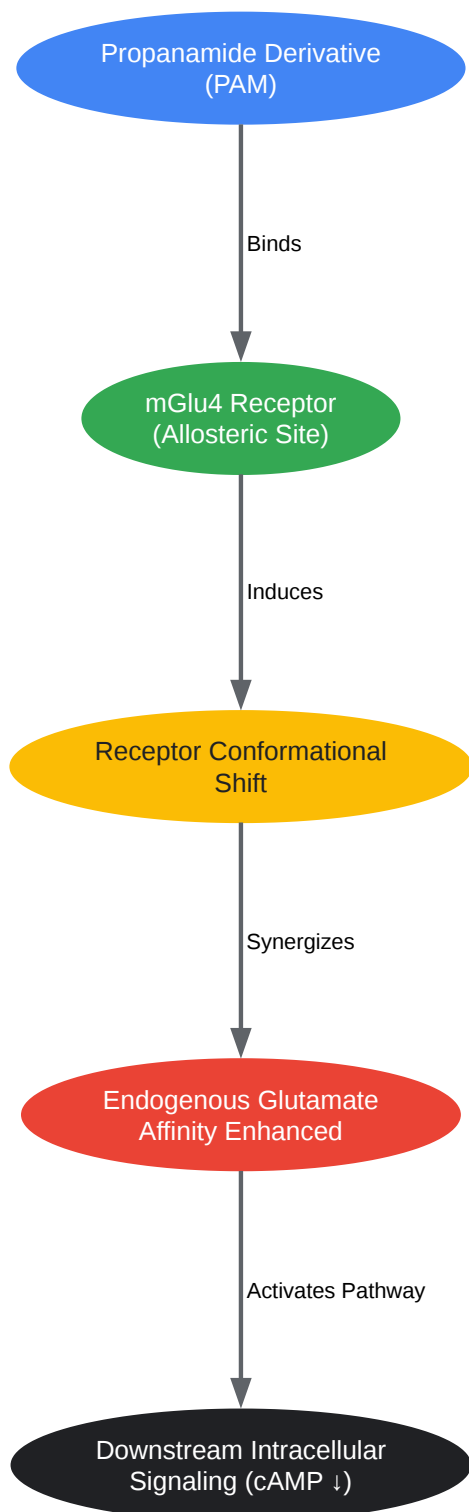 Propanamide Derivative
(PAM)
Binds
mGlu4 Receptor
(Allosteric Site)
Induces
Receptor Conformational
Shift
Synergizes
Endogenous Glutamate
Affinity Enhanced
Activates Pathway
Downstream Intracellular
Signaling (cAMP ↓)